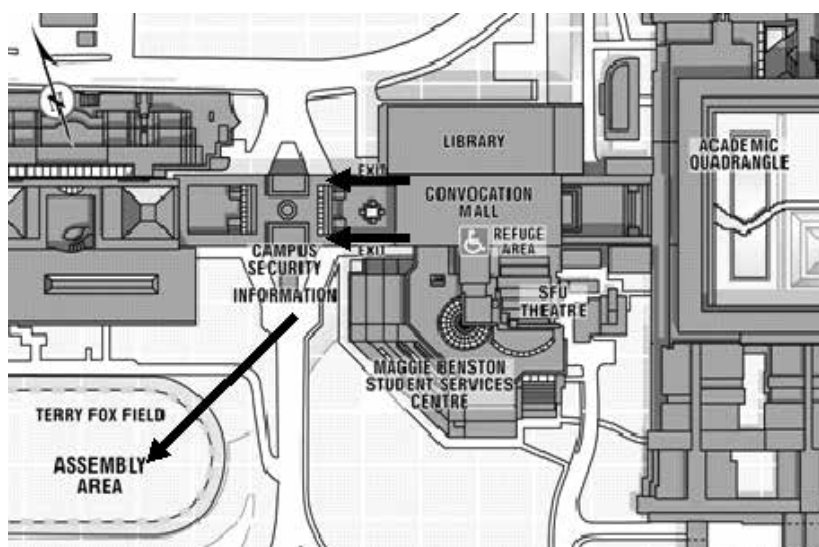 N
LIBRARY
ACADEMIC
QUADRANGLE
EXIT
CONVOCATION
MALL
REFUGE
AREA
EXIT
CAMPUS
SECURITY
INFORMATION
SFU
THEATRE
MAGGIE BENSTON
STUDENT SERVICES
CENTRE
TERRY FOX FIELD
ASSEMBLY
AREA